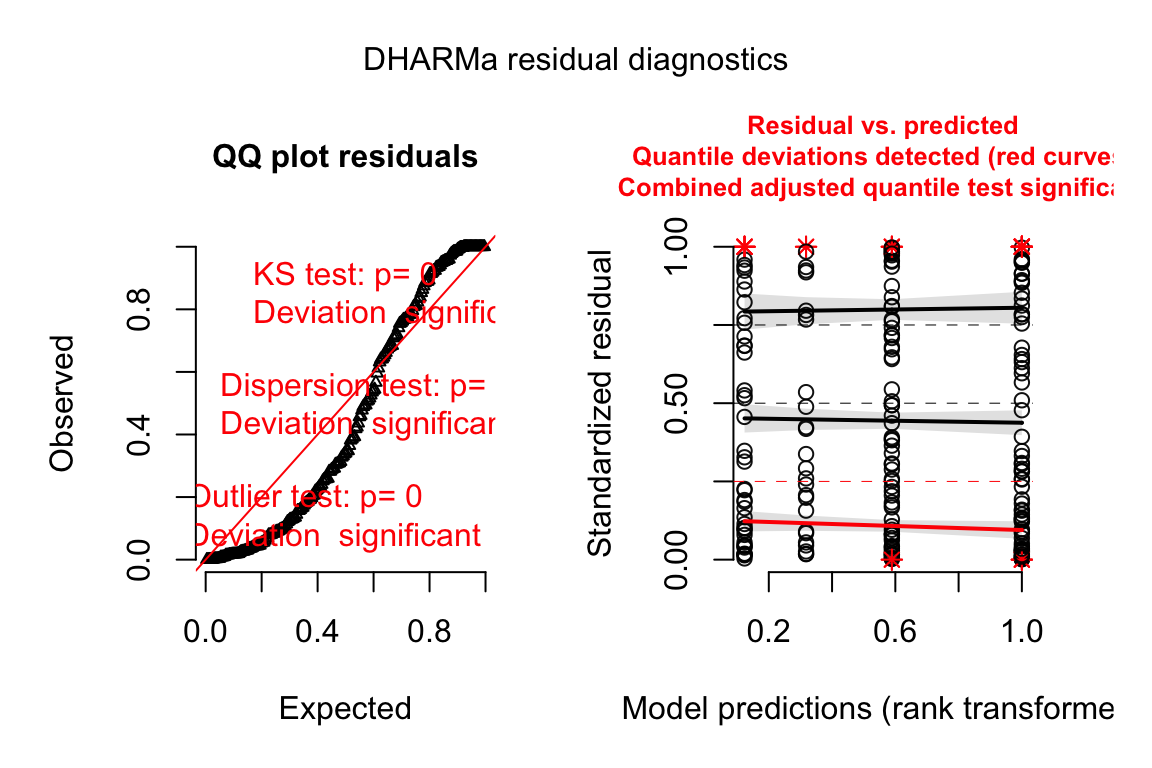 DHARMa residual diagnostics
QQ plot residuals
KS test: p= 0
Deviation significc
Dispersion test: p=
Deviation significar
Outlier test: p= 0
Deviation significant
Observed
0.0
0.4
0.8
0.0 0.4 0.8
Expected
Residual vs. predicted
Quantile deviations detected (red curves
Combined adjusted quantile test significa
Standardized residual
0.00
0.50
1.00
0.2 0.6 1.0
Model predictions (rank transforme